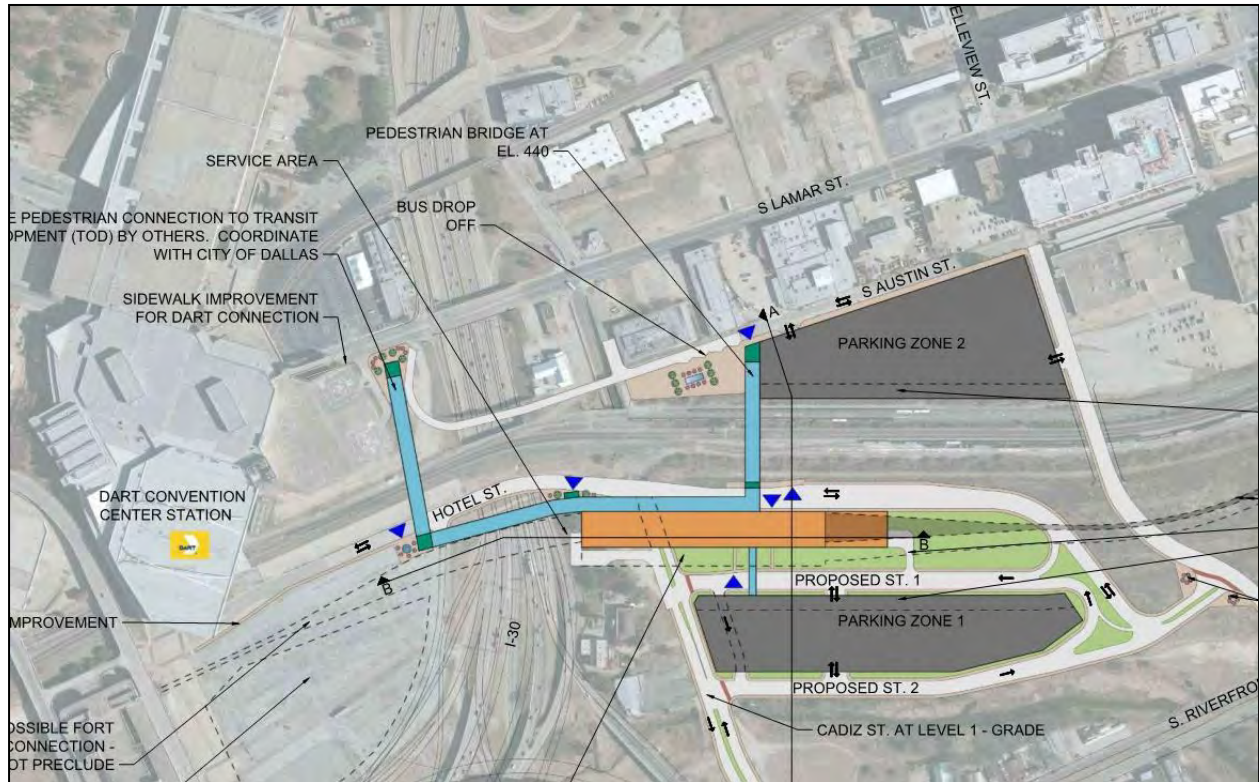 ELLEVIEW ST.
PEDESTRIAN BRIDGE AT
EL. 440
SERVICE AREA
S LAMAR ST.
BUS DROP
OFF
E PEDESTRIAN CONNECTION TO TRANSIT
OPMENT (TOD) BY OTHERS. COORDINATE
WITH CITY OF DALLAS
S AUSTIN ST.
SIDEWALK IMPROVEMENT
FOR DART CONNECTION
A
PARKING ZONE 2
DART CONVENTION
CENTER STATION
DART
HOTEL ST.
B
B
PROPOSED ST. 1
MPROVEMENT
I-30
PARKING ZONE 1
PROPOSED ST. 2
OSSIBLE FORT
CONNECTION -
OT PRECLUDE
CADIZ ST. AT LEVEL 1 - GRADE
S. RIVERFRO